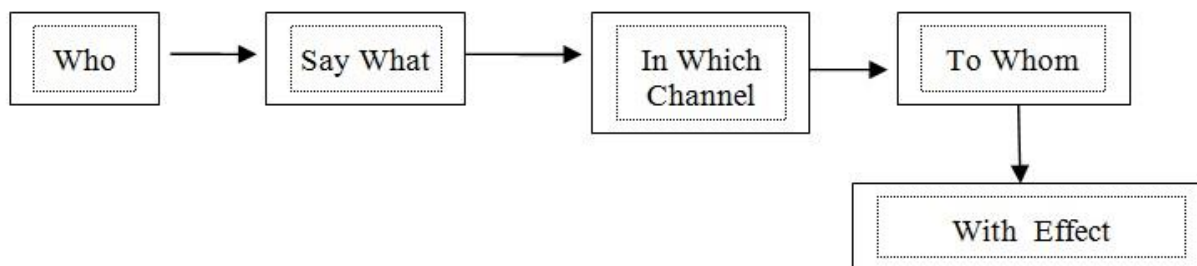 Who
Say What
In Which
Channel
To Whom
With Effect